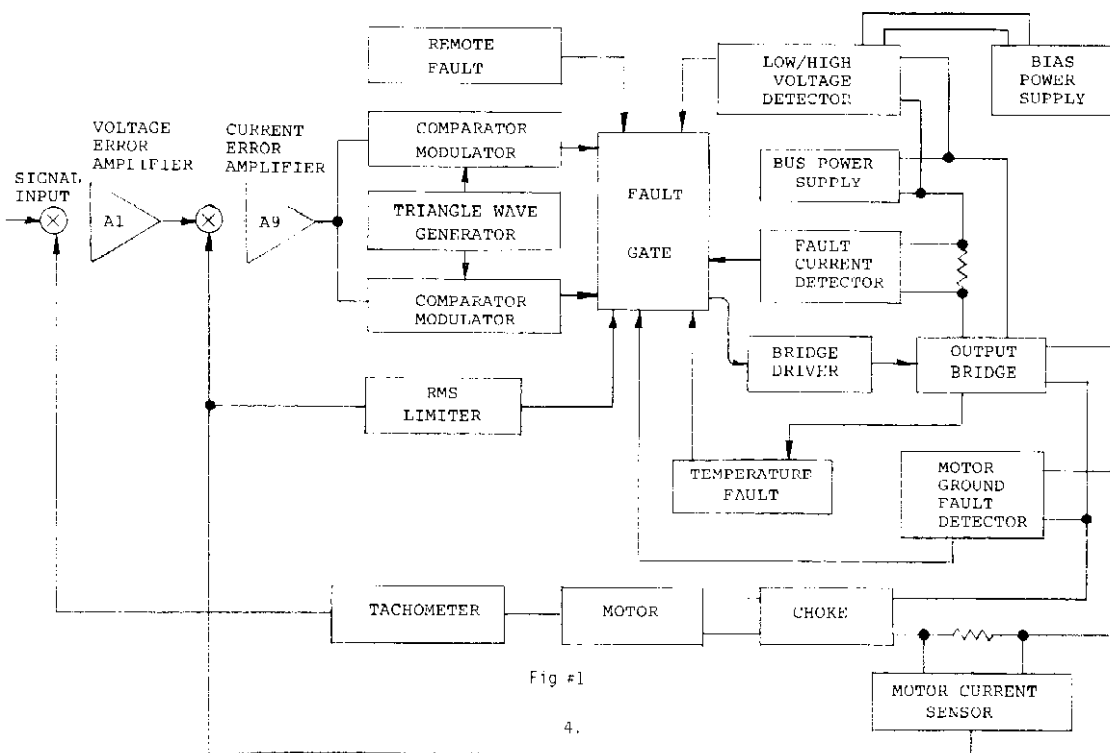 REMOTE
FAULT
LOW/HIGH
VOLTAGE
DETECTOR
BIAS
POWER
SUPPLY
VOLTAGE
ERROR
AMPLIFIER
CURRENT
ERROR
AMPLIFIER
SIGNAL
INPUT
A1
A9
COMPARATOR
MODULATOR
TRIANGLE WAVE
GENERATOR
COMPARATOR
MODULATOR
FAULT
GATE
BUS POWER
SUPPLY
FAULT
CURRENT
DETECTOR
BRIDGE
DRIVER
OUTPUT
BRIDGE
RMS
LIMITER
TEMPERATURE
FAULT
MOTOR
GROUND
FAULT
DETECTOR
TACHOMETER
MOTOR
CHOKE
MOTOR CURRENT
SENSOR
Fig #1
4.